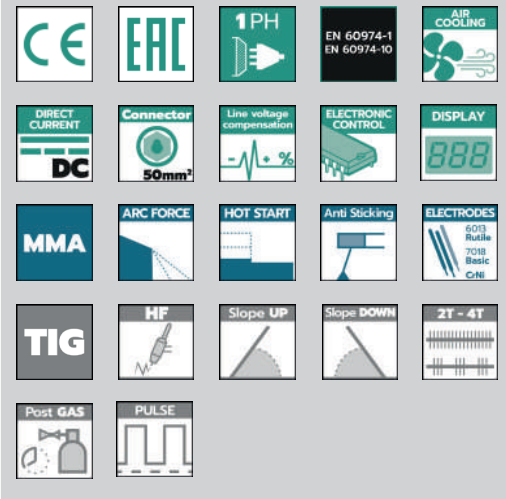 CE
EAC
1 PH
EN 60974-1
EN 60974-10
AIR
COOLING
DIRECT
CURRENT
DC
Connector
50mm²
Line voltage
compensation
- + %
ELECTRONIC
CONTROL
DISPLAY
888
MMA
ARC FORCE
HOT START
Anti Sticking
ELECTRODES
6013
Rutile
7018
Basic
CrNi
TIG
HF
Slope UP
Slope DOWN
2T - 4T
Post GAS
PULSE